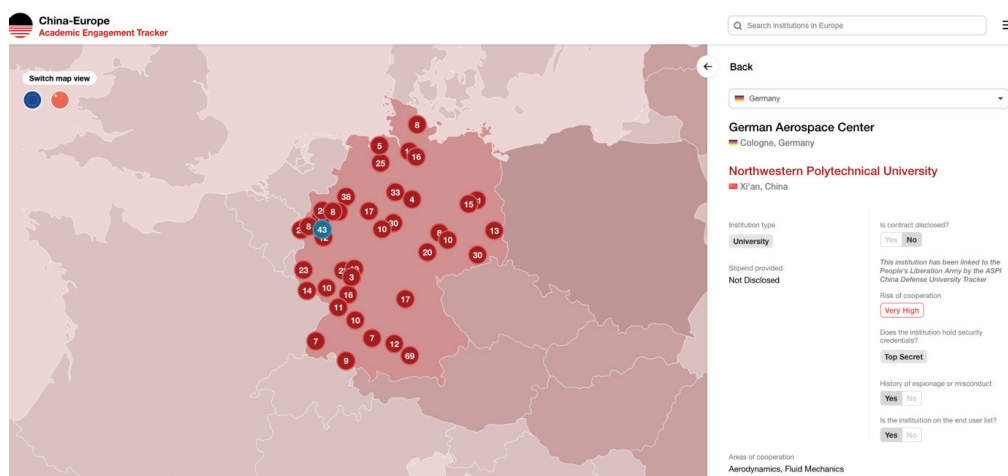 China-Europe
Academic Engagement Tracker
Search institutions in Europe
Switch map view
Back
Germany
German Aerospace Center
Cologne, Germany
Northwestern Polytechnical University
Xi'an, China
Institution type
University
Stipend provided
Not Disclosed
Is contract disclosed?
Yes No
This institution has been linked to the
People's Liberation Army by the ASPI
China Defense University Tracker
Risk of cooperation
Very High
Does the institution hold security
credentials?
Top Secret
History of espionage or misconduct
Yes No
Is the instituition on the end user list?
Yes No
Areas of cooperation
Aerodynamics, Fluid Mechanics
8
5
16
25
33
38
4
8
17
15
30
10
8
43
13
8
10
20
30
23
3
10
14
16
17
11
10
7
7
12
69
9